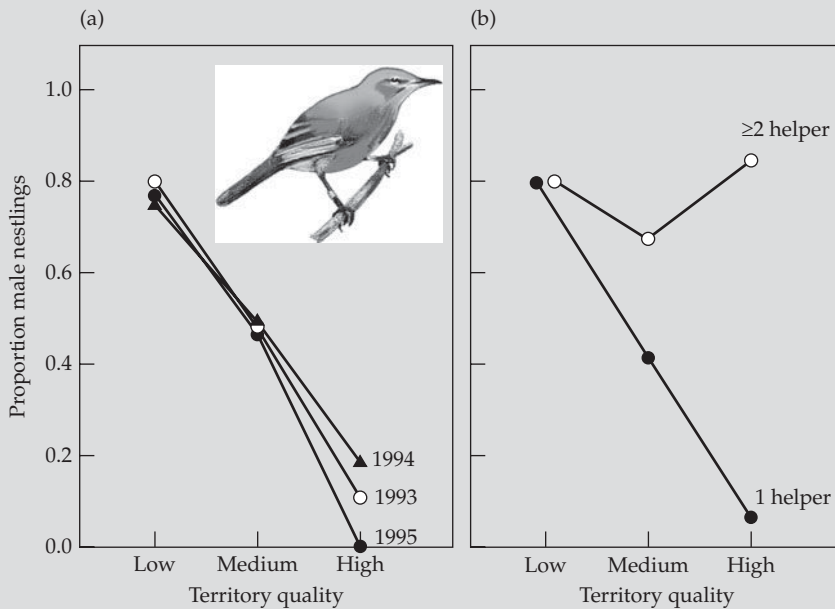 (a)
Proportion male nestlings
1.0
0.8
0.6
0.4
0.2
0.0
1994
1993
1995
Low Medium High
Territory quality
(b)
≥2 helper
1 helper
Low Medium High
Territory quality